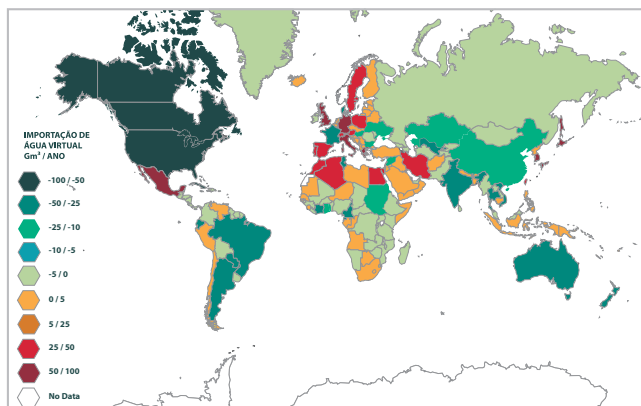 IMPORTAÇÃO DE
ÁGUA VIRTUAL
Gm³ / ANO
-100 / -50
-50 / -25
-25 / -10
-10 / -5
-5 / 0
0 / 5
5 / 25
25 / 50
50 / 100
No Data